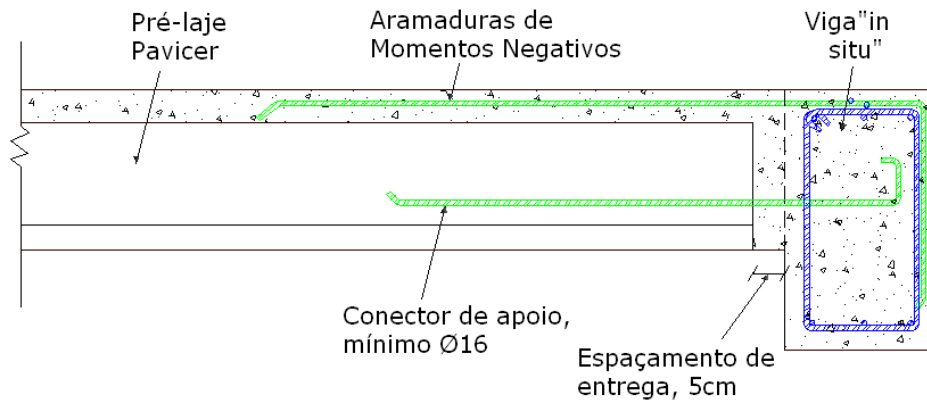 Pré-laje
Pavicer
Aramaduras de
Momentos Negativos
Viga"in
situ"
Conector de apoio,
mínimo Ø16
Espaçamento de
entrega, 5cm